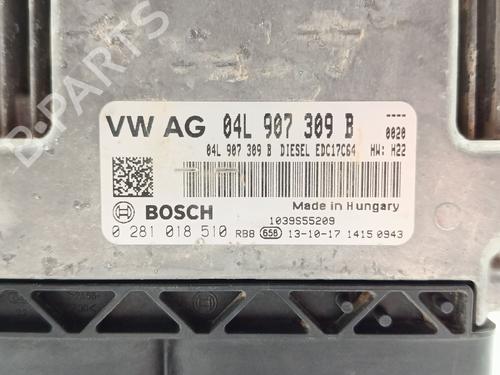 VW AG 04L 907 309 B 0020
04L 907 309 B DIESEL EDC17C64 HW: H22
BOSCH
Made in Hungary
1039S55209
0 281 018 510 RB8 658 13-10-17 1415 0943
B-PARTS